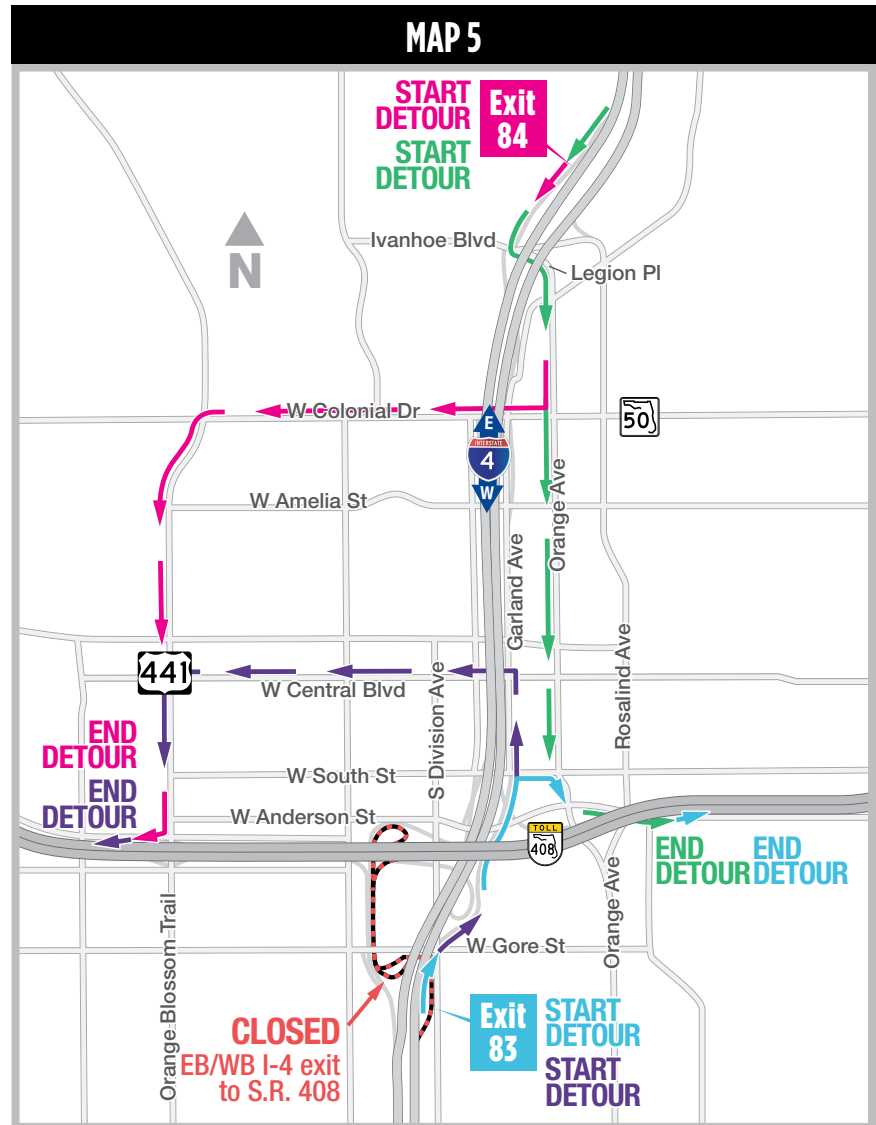 MAP 5
START
DETOUR
START
DETOUR
Exit
84
Ivanhoe Blvd
Legion Pl
N
W Colonial Dr
50
E
INTERSTATE
4
W
W Amelia St
Orange Ave
Garland Ave
Rosalind Ave
441
W Central Blvd
S Division Ave
END
DETOUR
END
DETOUR
W South St
W Anderson St
TOLL
408
END
DETOUR
END
DETOUR
Orange Ave
Orange Blossom Trail
W Gore St
CLOSED
EB/WB I-4 exit
to S.R. 408
Exit
83
START
DETOUR
START
DETOUR